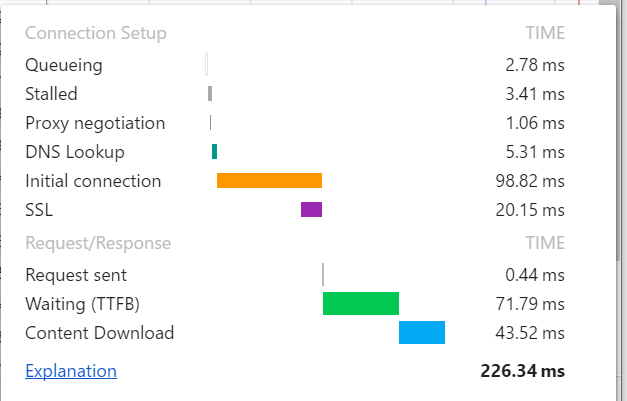 Connection Setup TIME
Queueing 2.78 ms
Stalled 3.41 ms
Proxy negotiation 1.06 ms
DNS Lookup 5.31 ms
Initial connection 98.82 ms
SSL 20.15 ms
Request/Response TIME
Request sent 0.44 ms
Waiting (TTFB) 71.79 ms
Content Download 43.52 ms
Explanation 226.34 ms